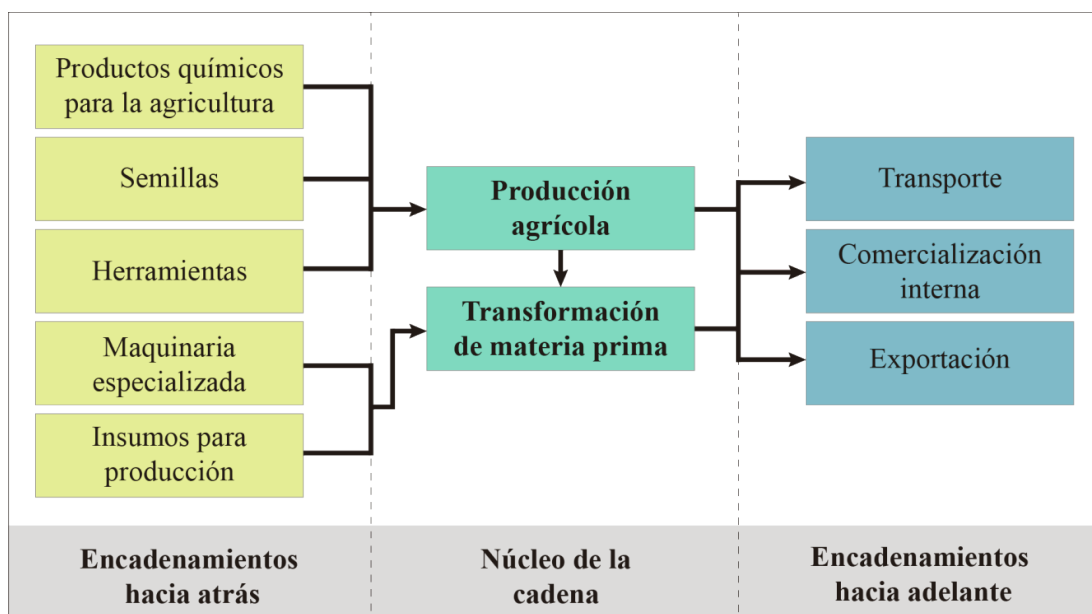 Productos químicos
para la agricultura
Semillas
Herramientas
Maquinaria
especializada
Insumos para
producción
Producción
agrícola
Transformación
de materia prima
Transporte
Comercialización
interna
Exportación
Encadenamientos
hacia atrás
Núcleo de la
cadena
Encadenamientos
hacia adelante